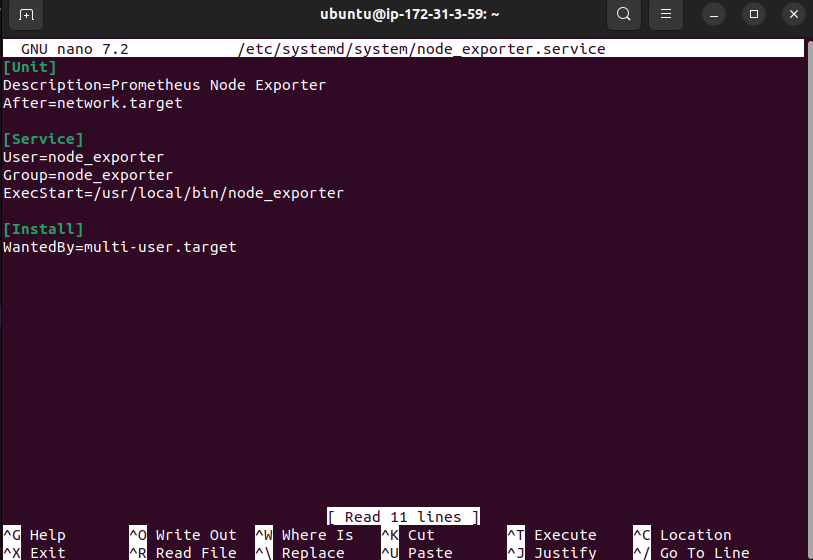 ubuntu@ip-172-31-3-59: ~
GNU nano 7.2 /etc/systemd/system/node_exporter.service
[Unit]
Description=Prometheus Node Exporter
After=network.target
[Service]
User=node_exporter
Group=node_exporter
ExecStart=/usr/local/bin/node_exporter
[Install]
WantedBy=multi-user.target
[ Read 11 lines ]
^G Help ^O Write Out ^W Where Is ^K Cut ^T Execute ^C Location
^X Exit ^R Read File ^\ Replace ^U Paste ^J Justify ^/ Go To Line